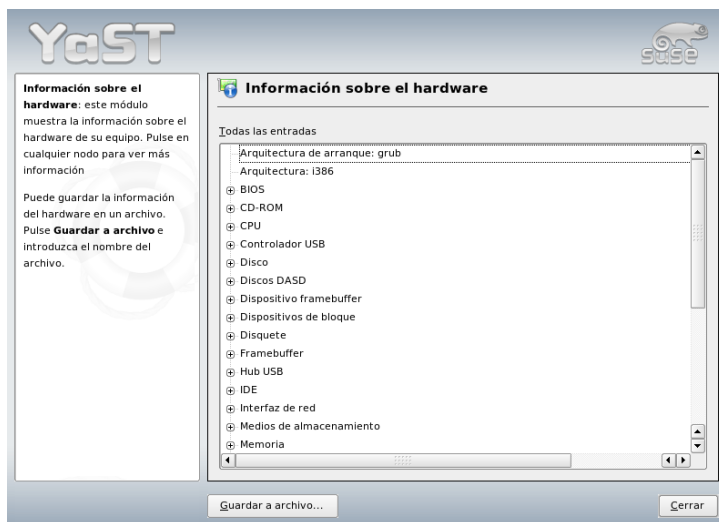 YaST
SUSE
Información sobre el
hardware: este módulo
muestra la información sobre el
hardware de su equipo. Pulse en
cualquier nodo para ver más
información
Puede guardar la información
del hardware en un archivo.
Pulse Guardar a archivo e
introduzca el nombre del
archivo.
Información sobre el hardware
Todas las entradas
Arquitectura de arranque: grub
Arquitectura: i386
BIOS
CD-ROM
CPU
Controlador USB
Disco
Discos DASD
Dispositivo framebuffer
Dispositivos de bloque
Disquete
Framebuffer
Hub USB
IDE
Interfaz de red
Medios de almacenamiento
Memoria
Guardar a archivo...
Cerrar